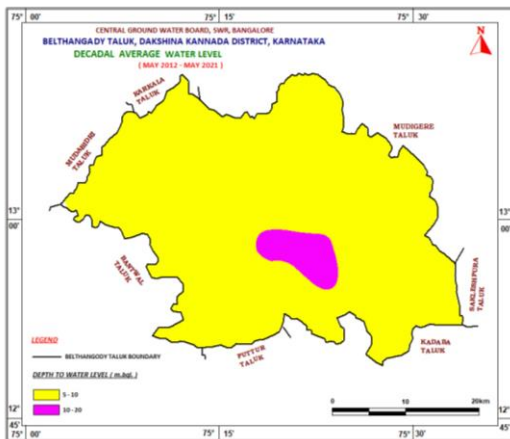 75° 00' 75° 15' 75° 30'
CENTRAL GROUND WATER BOARD, SWR, BANGALORE
BELTHANGADY TALUK, DAKSHINA KANNADA DISTRICT, KARNATAKA
DECADAL AVERAGE WATER LEVEL
( MAY 2012 - MAY 2021 )
N
KARKALA TALUK
MUDABIDRI TALUK
MUDIGERE TALUK
13° 00'
13° 00'
BANTWAL TALUK
SAKLESHPURA TALUK
PUTTUR TALUK
KADABA TALUK
LEGEND
BELTHANGODY TALUK BOUNDARY
DEPTH TO WATER LEVEL ( m.bgl. )
5 - 10
10 - 20
0 10 20km
12° 45'
12° 45'
75° 00' 75° 15' 75° 30'